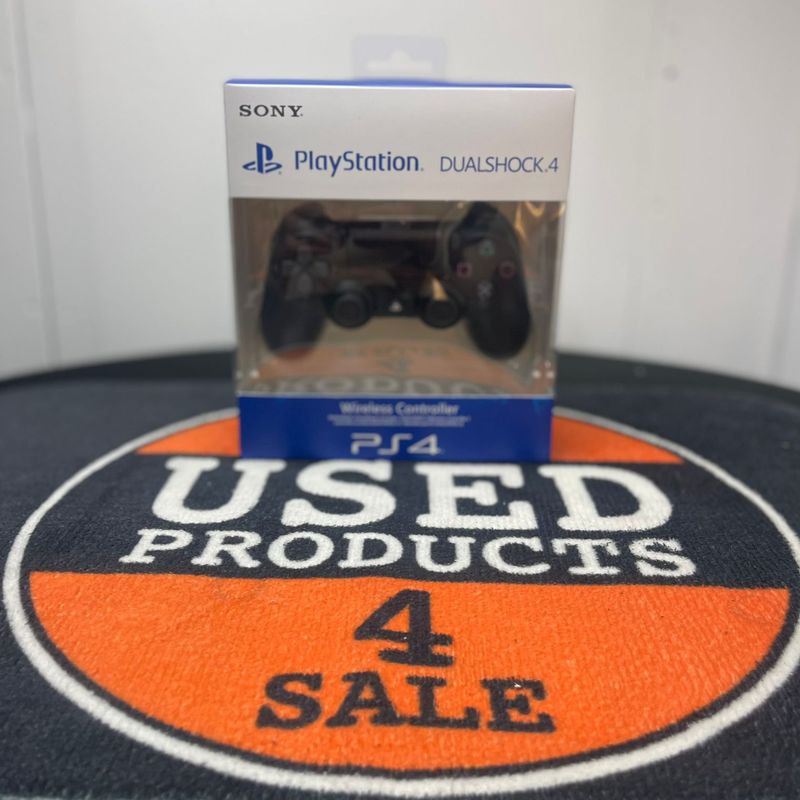 SONY
PlayStation DUALSHOCK.4
Wireless Controller
PS4
USED
PRODUCTS
4
SALE